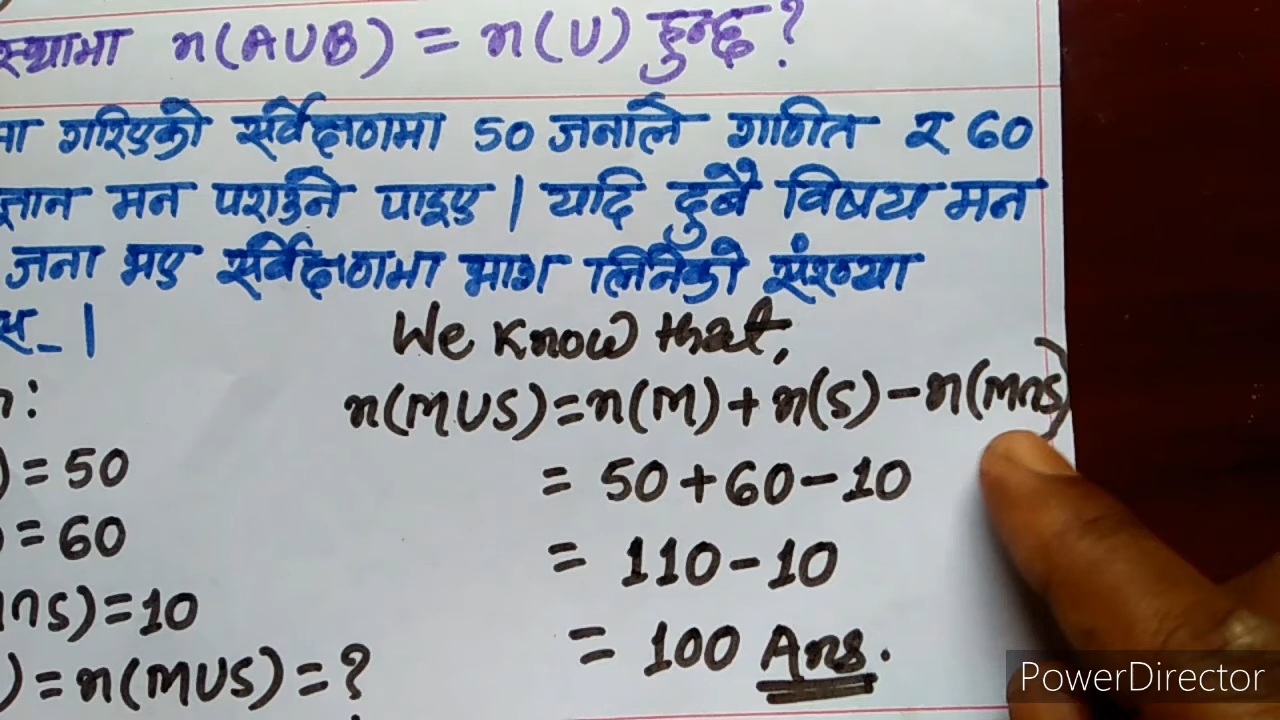 स्थामा n(AUB) = n(U) हुन्छ ?
मा गरिएको सर्वेक्षणमा 50 जनाले गणित र 60
ज्ञान मन पराउने पाइए | यदि दुबै विषय मन
जना भए सर्वेक्षणमा भाग लिनेको संख्या
We know that,
n(MUS)=n(M)+n(S)-n(M∩S)
) = 50
= 50+60-10
) = 60
= 110-10
∩S)=10
= 100 Ans.
) = n(MUS) = ?
PowerDirector